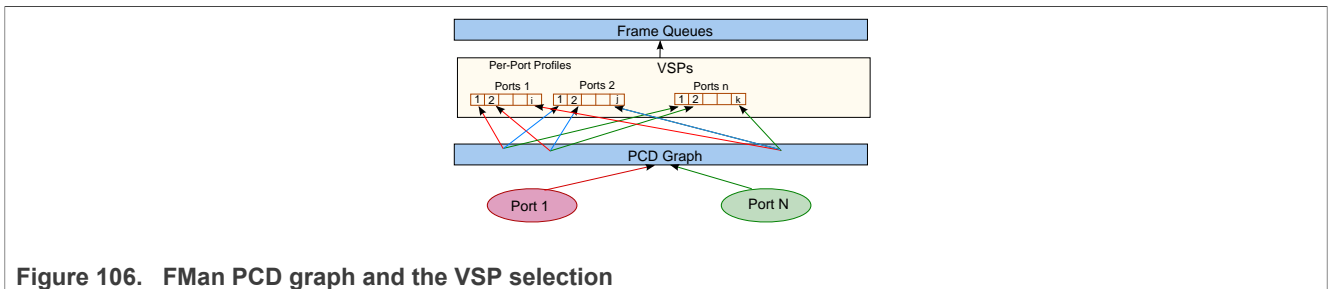 Frame Queues
Per-Port Profiles VSPs
Ports 1 Ports 2 Ports n
1 2 i 1 2 j 1 2 k
PCD Graph
Port 1 Port N
Figure 106. FMan PCD graph and the VSP selection